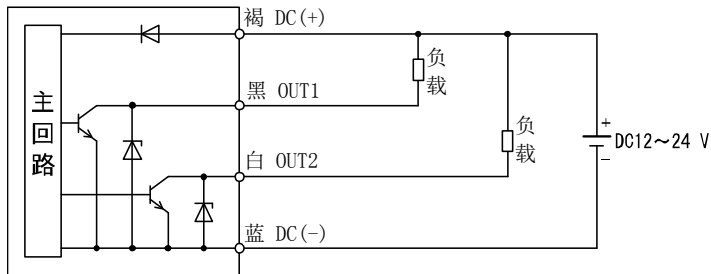 褐 DC(+)
负载
主回路
黑 OUT1
负载
+
DC12～24 V
-
白 OUT2
蓝 DC(-)